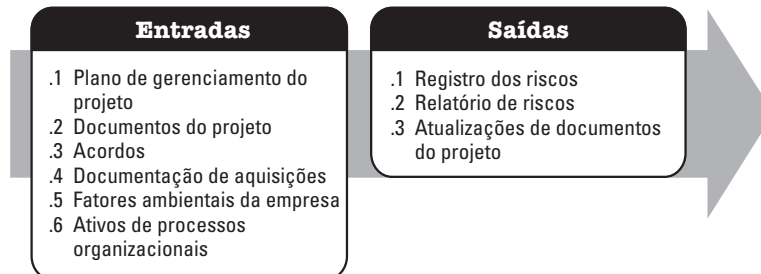 Entradas
.1 Plano de gerenciamento do
projeto
.2 Documentos do projeto
.3 Acordos
.4 Documentação de aquisições
.5 Fatores ambientais da empresa
.6 Ativos de processos
organizacionais
Saídas
.1 Registro dos riscos
.2 Relatório de riscos
.3 Atualizações de documentos
do projeto